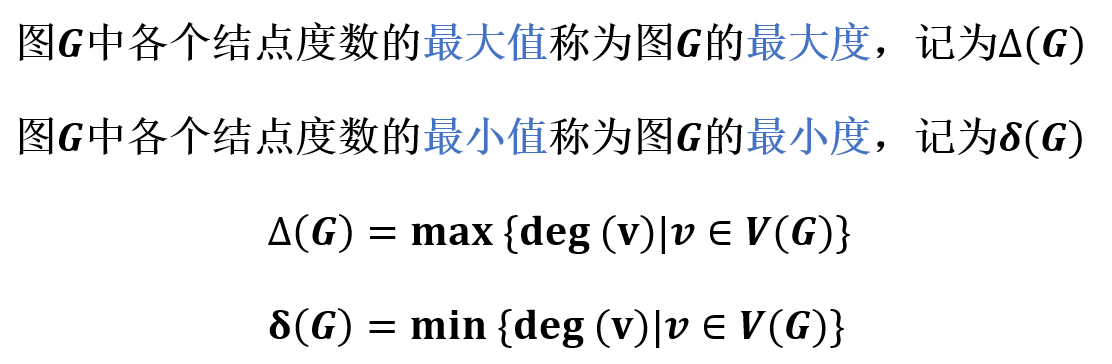 图G中各个结点度数的最大值称为图G的最大度，记为Δ(G)
图G中各个结点度数的最小值称为图G的最小度，记为δ(G)
Δ(G) = max {deg (v)|v ∈ V(G)}
δ(G) = min {deg (v)|v ∈ V(G)}